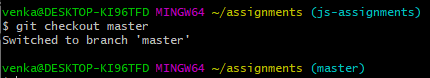 venka@DESKTOP-KI96TFD MINGW64 ~/assignments (js-assignments)
$ git checkout master
Switched to branch 'master'
venka@DESKTOP-KI96TFD MINGW64 ~/assignments (master)